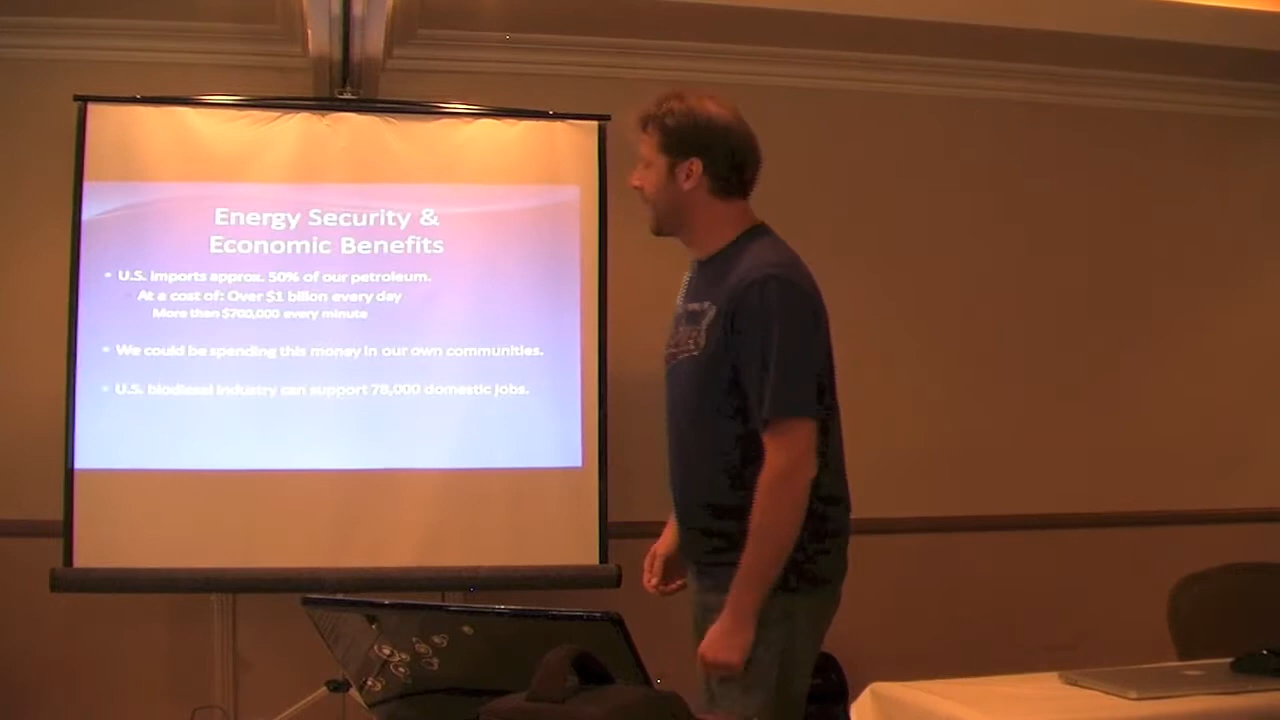 Energy Security &
Economic Benefits
U.S. imports approx. 50% of our petroleum.
At a cost of: Over $1 billion every day
More than $700,000 every minute
We could be spending this money in our own communities.
U.S. biodiesel industry can support 78,000 domestic jobs.